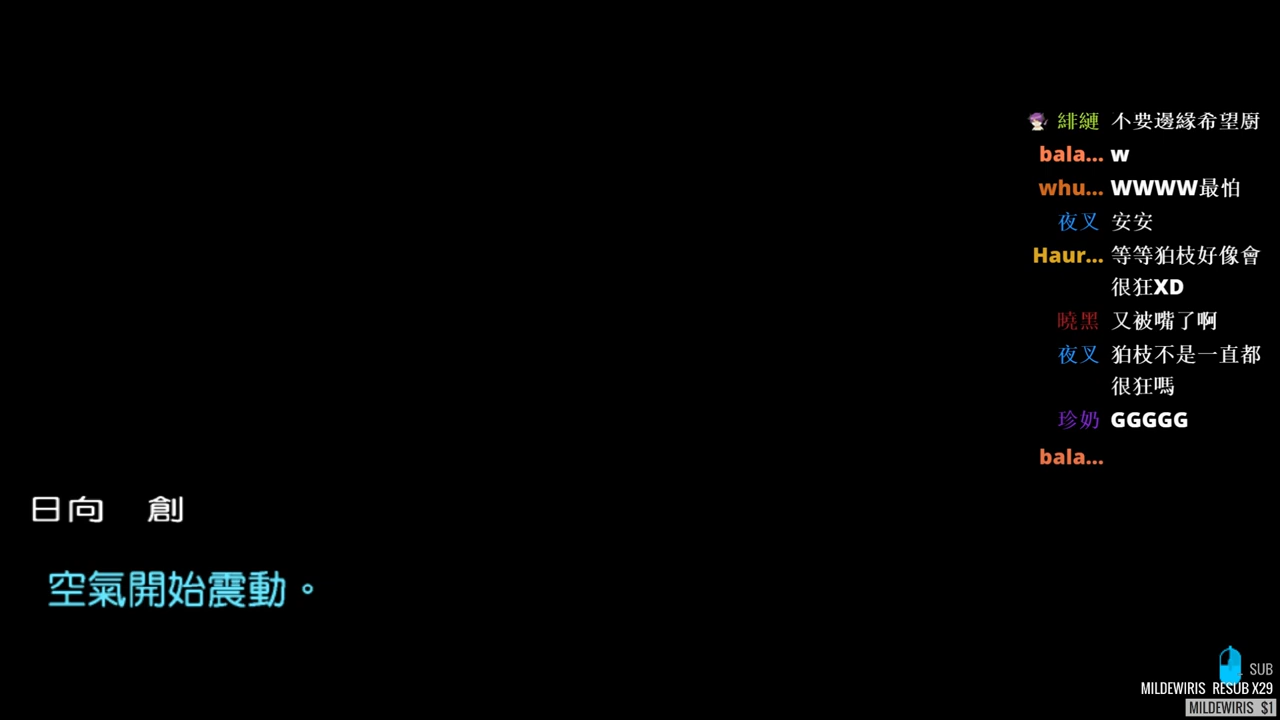 緋縺 不要邊緣希望厨
bala... w
whu... WWWW最怕
夜叉 安安
Haur... 等等狛枝好像會
很狂XD
曉黑 又被嘴了啊
夜叉 狛枝不是一直都
很狂嗎
珍奶 GGGGG
bala...
日向 創
空氣開始震動。
SUB
MILDEWIRIS RESUB X29
MILDEWIRIS $1